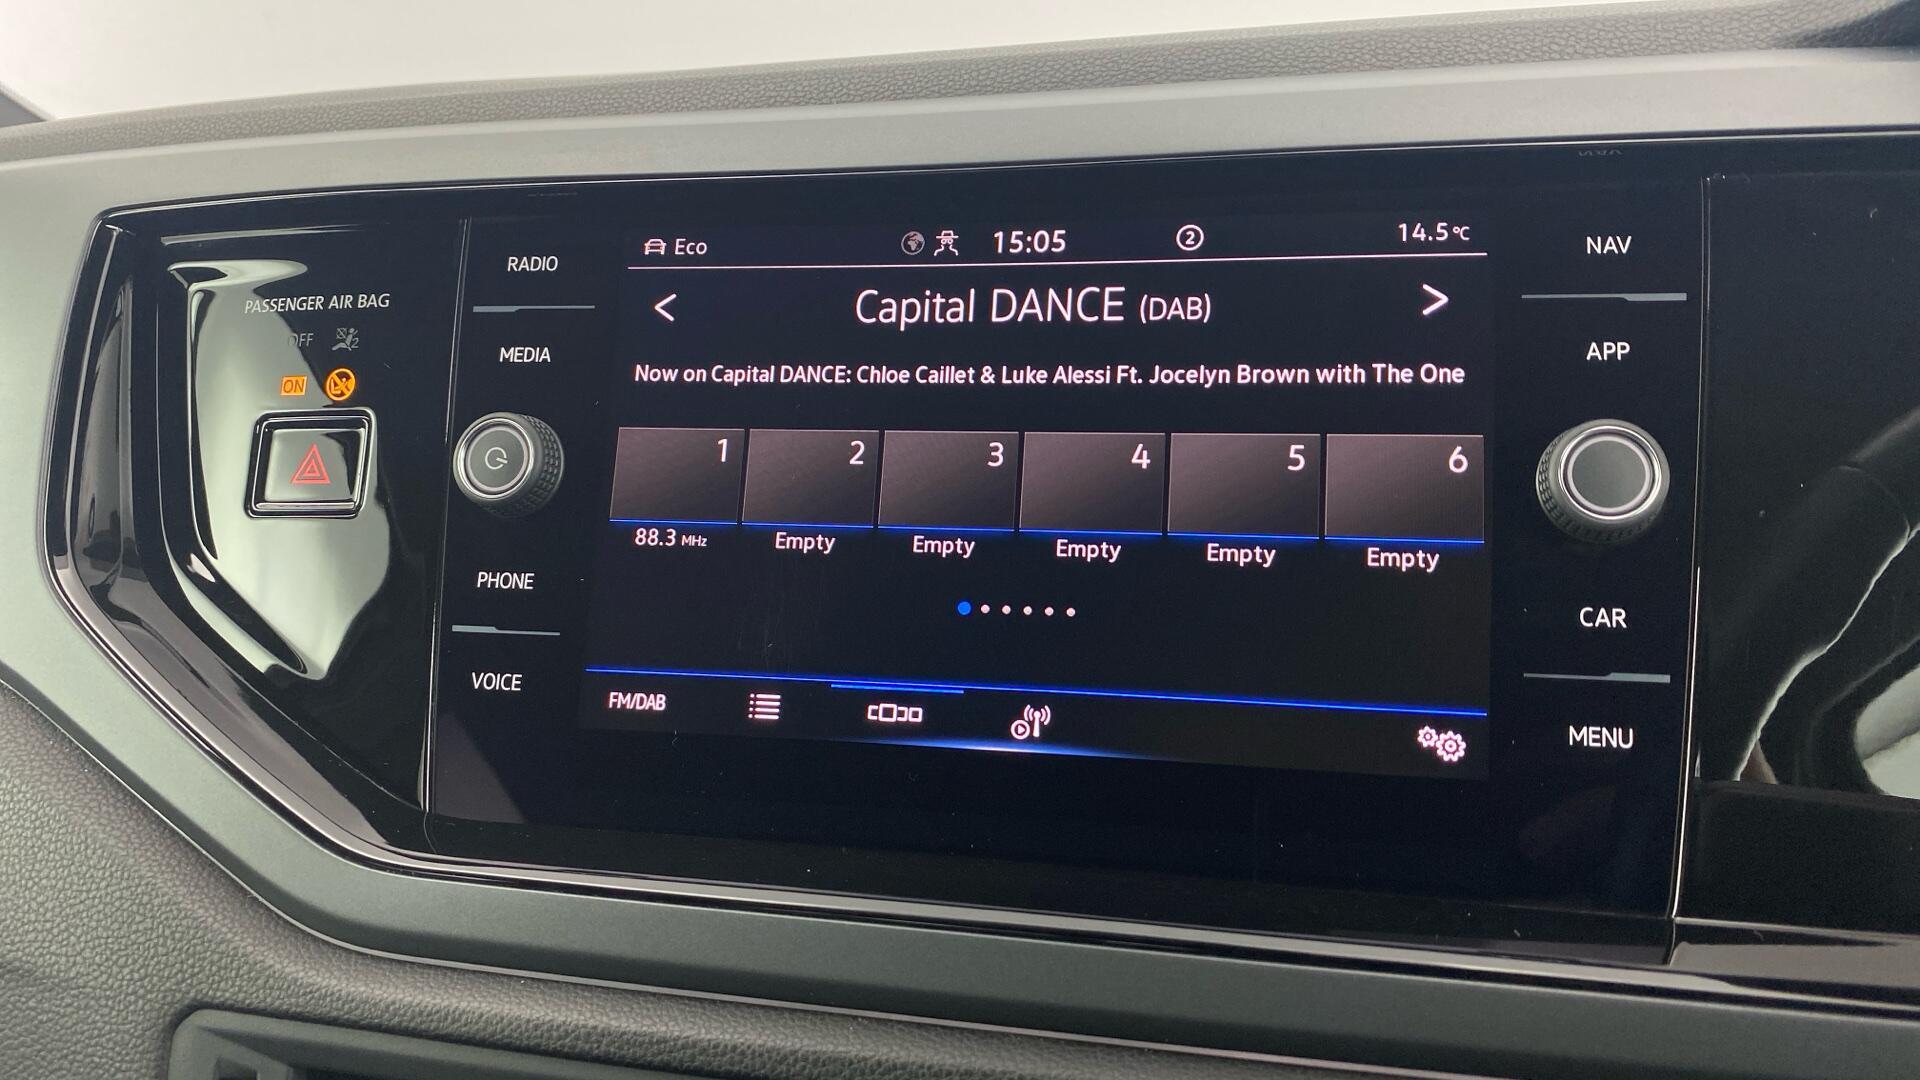 PASSENGER AIR BAG
OFF 2
ON
RADIO
MEDIA
PHONE
VOICE
Eco 15:05 2 14.5°C
< Capital DANCE (DAB) >
Now on Capital DANCE: Chloe Caillet & Luke Alessi Ft. Jocelyn Brown with The One
1 2 3 4 5 6
88.3 MHz Empty Empty Empty Empty Empty
FM/DAB
NAV
APP
CAR
MENU